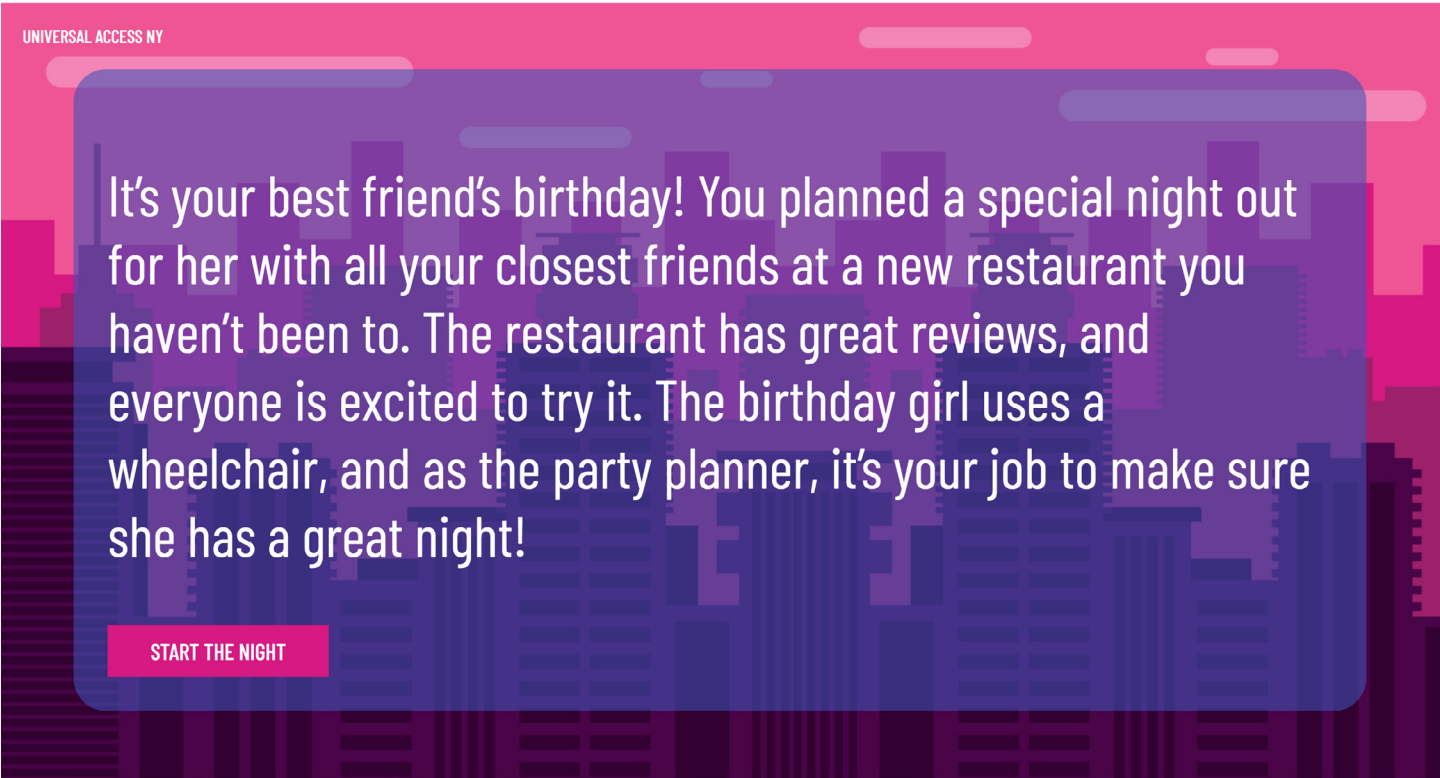 UNIVERSAL ACCESS NY
It’s your best friend’s birthday! You planned a special night out
for her with all your closest friends at a new restaurant you
haven’t been to. The restaurant has great reviews, and
everyone is excited to try it. The birthday girl uses a
wheelchair, and as the party planner, it’s your job to make sure
she has a great night!
START THE NIGHT